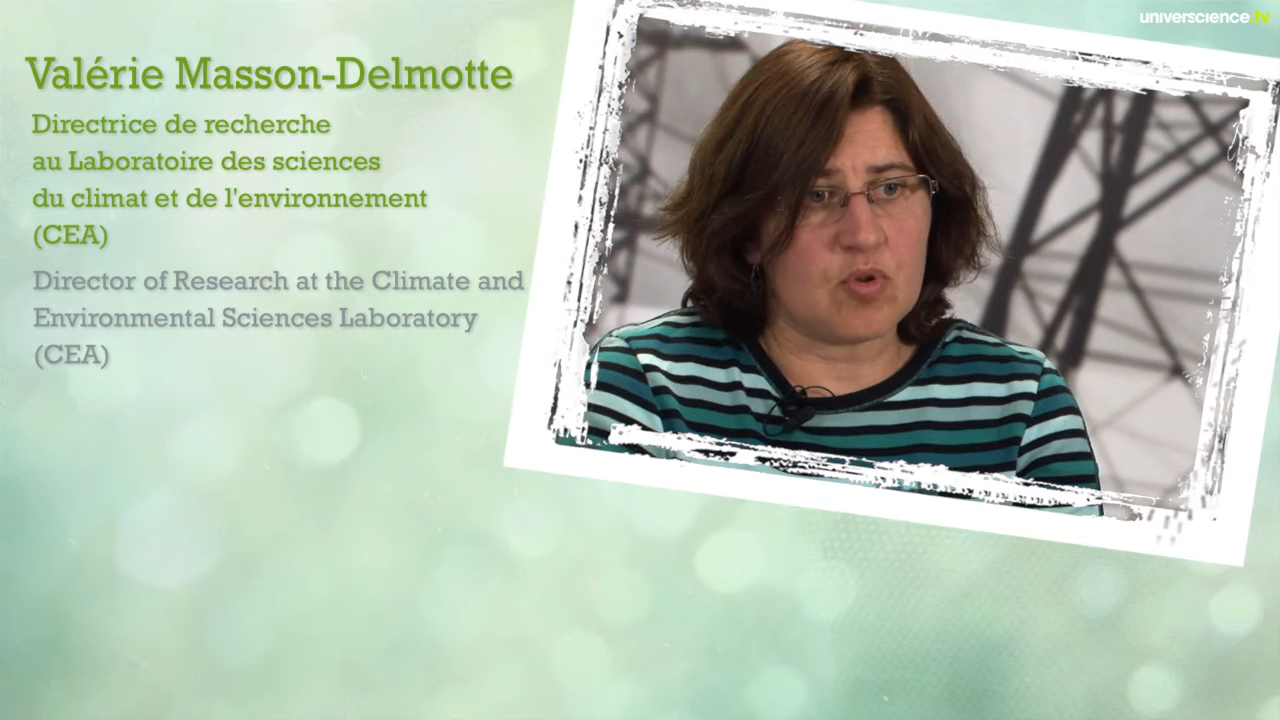 universcience.tv
Valérie Masson-Delmotte
Directrice de recherche
au Laboratoire des sciences
du climat et de l'environnement
(CEA)
Director of Research at the Climate and
Environmental Sciences Laboratory
(CEA)